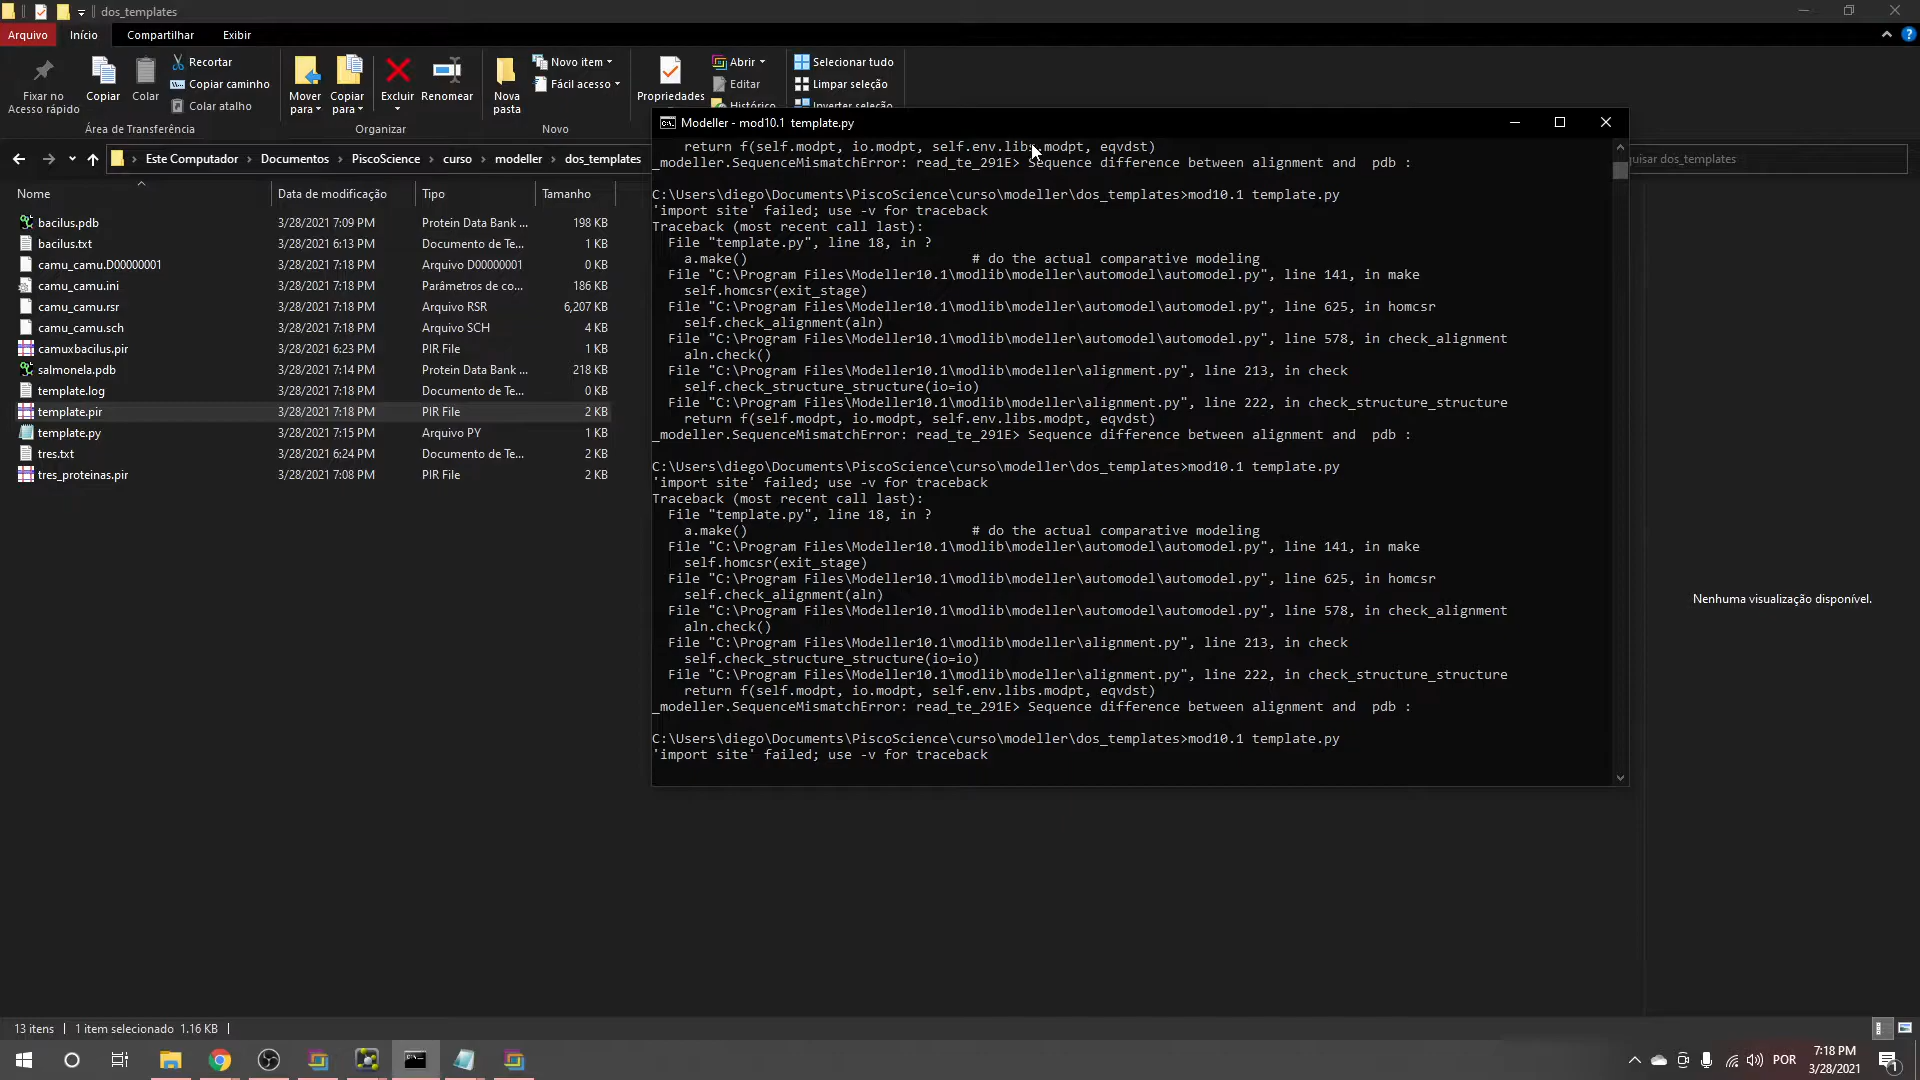 dos_templates
Arquivo
Início
Compartilhar
Exibir
Fixar no Acesso rápido
Copiar
Colar
Recortar
Copiar caminho
Colar atalho
Área de Transferência
Mover para
Copiar para
Excluir
Renomear
Organizar
Nova pasta
Novo item
Fácil acesso
Novo
Propriedades
Abrir
Editar
Histórico
Selecionar tudo
Limpar seleção
Inverter seleção
Este Computador > Documentos > PiscoScience > curso > modeller > dos_templates
quisar dos_templates
Nome Data de modificação Tipo Tamanho
bacilus.pdb 3/28/2021 7:09 PM Protein Data Bank ... 198 KB
bacilus.txt 3/28/2021 6:13 PM Documento de Te... 1 KB
camu_camu.D00000001 3/28/2021 7:18 PM Arquivo D00000001 0 KB
camu_camu.ini 3/28/2021 7:18 PM Parâmetros de co... 186 KB
camu_camu.rsr 3/28/2021 7:18 PM Arquivo RSR 6,207 KB
camu_camu.sch 3/28/2021 7:18 PM Arquivo SCH 4 KB
camuxbacilus.pir 3/28/2021 6:23 PM PIR File 1 KB
salmonela.pdb 3/28/2021 7:14 PM Protein Data Bank ... 218 KB
template.log 3/28/2021 7:18 PM Documento de Te... 0 KB
template.pir 3/28/2021 7:18 PM PIR File 2 KB
template.py 3/28/2021 7:15 PM Arquivo PY 1 KB
tres.txt 3/28/2021 6:24 PM Documento de Te... 2 KB
tres_proteinas.pir 3/28/2021 7:08 PM PIR File 2 KB
Modeller - mod10.1 template.py
return f(self.modpt, io.modpt, self.env.libs.modpt, eqvdst)
_modeller.SequenceMismatchError: read_te_291E> Sequence difference between alignment and  pdb :
C:\Users\diego\Documents\PiscoScience\curso\modeller\dos_templates>mod10.1 template.py
'import site' failed; use -v for traceback
Traceback (most recent call last):
File "template.py", line 18, in ?
a.make()                            # do the actual comparative modeling
File "C:\Program Files\Modeller10.1\modlib\modeller\automodel\automodel.py", line 141, in make
self.homcsr(exit_stage)
File "C:\Program Files\Modeller10.1\modlib\modeller\automodel\automodel.py", line 625, in homcsr
self.check_alignment(aln)
File "C:\Program Files\Modeller10.1\modlib\modeller\automodel\automodel.py", line 578, in check_alignment
aln.check()
File "C:\Program Files\Modeller10.1\modlib\modeller\alignment.py", line 213, in check
self.check_structure_structure(io=io)
File "C:\Program Files\Modeller10.1\modlib\modeller\alignment.py", line 222, in check_structure_structure
return f(self.modpt, io.modpt, self.env.libs.modpt, eqvdst)
_modeller.SequenceMismatchError: read_te_291E> Sequence difference between alignment and  pdb :
C:\Users\diego\Documents\PiscoScience\curso\modeller\dos_templates>mod10.1 template.py
'import site' failed; use -v for traceback
Traceback (most recent call last):
File "template.py", line 18, in ?
a.make()                            # do the actual comparative modeling
File "C:\Program Files\Modeller10.1\modlib\modeller\automodel\automodel.py", line 141, in make
self.homcsr(exit_stage)
File "C:\Program Files\Modeller10.1\modlib\modeller\automodel\automodel.py", line 625, in homcsr
self.check_alignment(aln)
File "C:\Program Files\Modeller10.1\modlib\modeller\automodel\automodel.py", line 578, in check_alignment
aln.check()
File "C:\Program Files\Modeller10.1\modlib\modeller\alignment.py", line 213, in check
self.check_structure_structure(io=io)
File "C:\Program Files\Modeller10.1\modlib\modeller\alignment.py", line 222, in check_structure_structure
return f(self.modpt, io.modpt, self.env.libs.modpt, eqvdst)
_modeller.SequenceMismatchError: read_te_291E> Sequence difference between alignment and  pdb :
C:\Users\diego\Documents\PiscoScience\curso\modeller\dos_templates>mod10.1 template.py
'import site' failed; use -v for traceback
Nenhuma visualização disponível.
13 itens
1 item selecionado 1.16 KB
POR
7:18 PM
3/28/2021
1